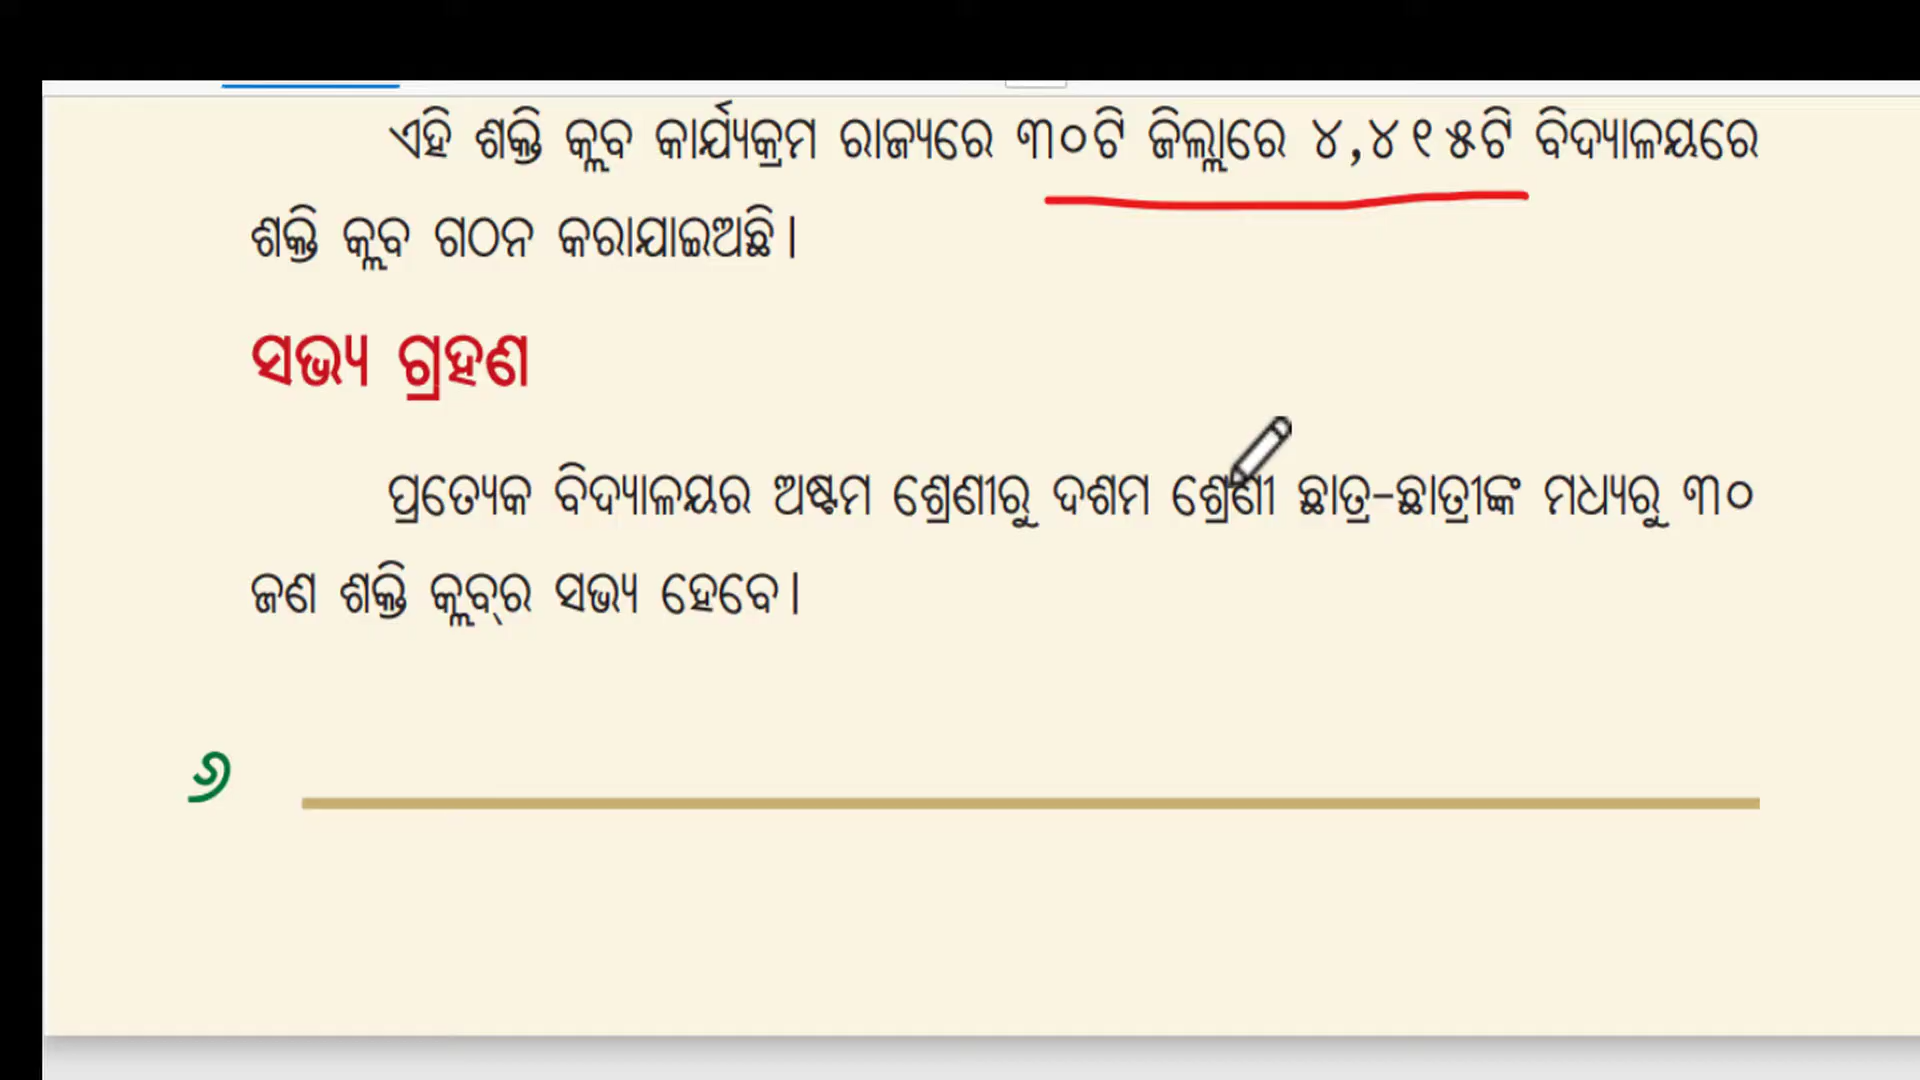 ଏହି ଶକ୍ତି କ୍ଲବ କାର୍ଯ୍ୟକ୍ରମ ରାଜ୍ୟରେ ୩୦ଟି ଜିଲ୍ଲାରେ ୪,୪୧୫ଟି ବିଦ୍ୟାଳୟରେ
ଶକ୍ତି କ୍ଲବ ଗଠନ କରାଯାଇଅଛି।
ସଭ୍ୟ ଗ୍ରହଣ
ପ୍ରତ୍ୟେକ ବିଦ୍ୟାଳୟର ଅଷ୍ଟମ ଶ୍ରେଣୀରୁ ଦଶମ ଶ୍ରେଣୀ ଛାତ୍ର-ଛାତ୍ରୀଙ୍କ ମଧ୍ୟରୁ ୩୦
ଜଣ ଶକ୍ତି କ୍ଲବ୍‌ର ସଭ୍ୟ ହେବେ।
୬